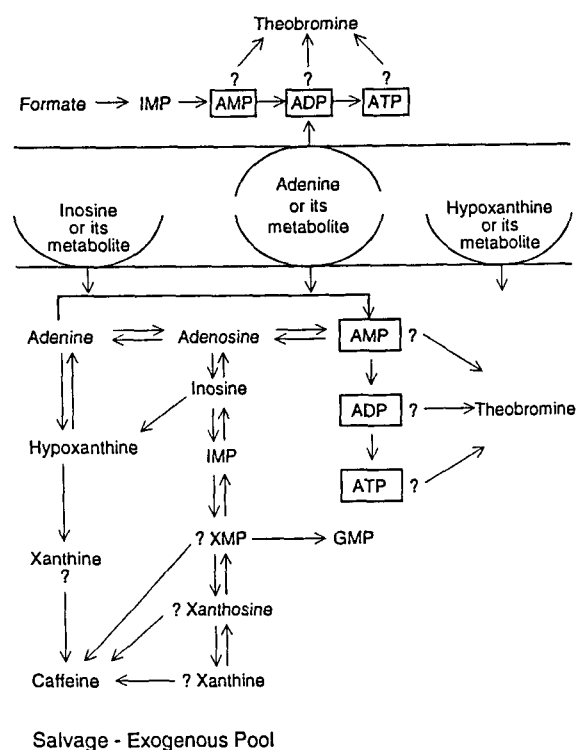 Theobromine
? ? ?
Formate IMP AMP ADP ATP
Adenine
or its
metabolite
Inosine
or its
metabolite
Hypoxanthine
or its
metabolite
Adenine Adenosine AMP ?
Inosine
ADP ? Theobromine
Hypoxanthine
IMP
ATP ?
? XMP GMP
Xanthine
?
? Xanthosine
Caffeine ? Xanthine
Salvage - Exogenous Pool